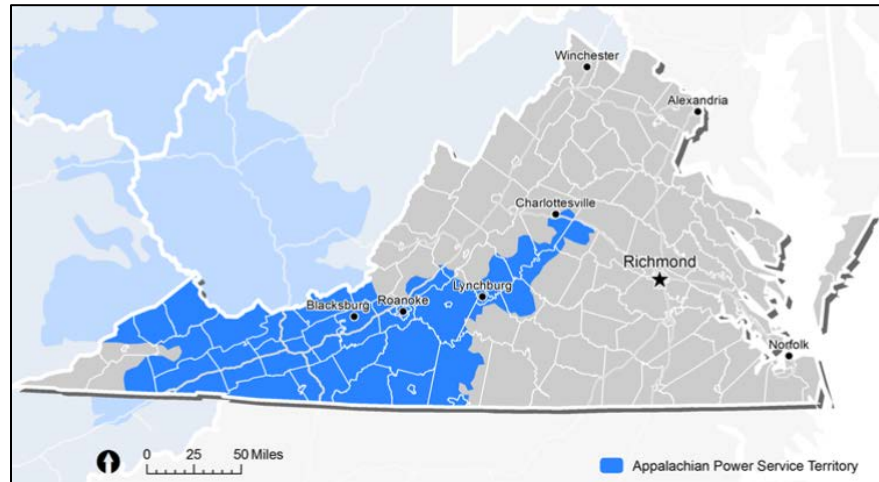 Winchester
Alexandria
Charlottesville
Richmond
Lynchburg
Roanoke
Blacksburg
Norfolk
0 25 50 Miles
Appalachian Power Service Territory